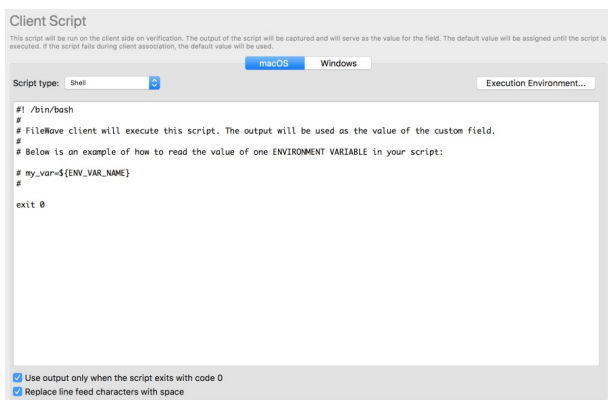 Client Script
This script will be run on the client side on verification. The output of the script will be captured and will serve as the value for the field. The default value will be assigned until the script is
executed. If the script fails during client association, the default value will be used.
macOS Windows
Script type: Shell Execution Environment...
#! /bin/bash
#
# FileWave client will execute this script. The output will be used as the value of the custom field.
#
# Below is an example of how to read the value of one ENVIRONMENT VARIABLE in your script:
# my_var=${ENV_VAR_NAME}
#
exit 0
Use output only when the script exits with code 0
Replace line feed characters with space